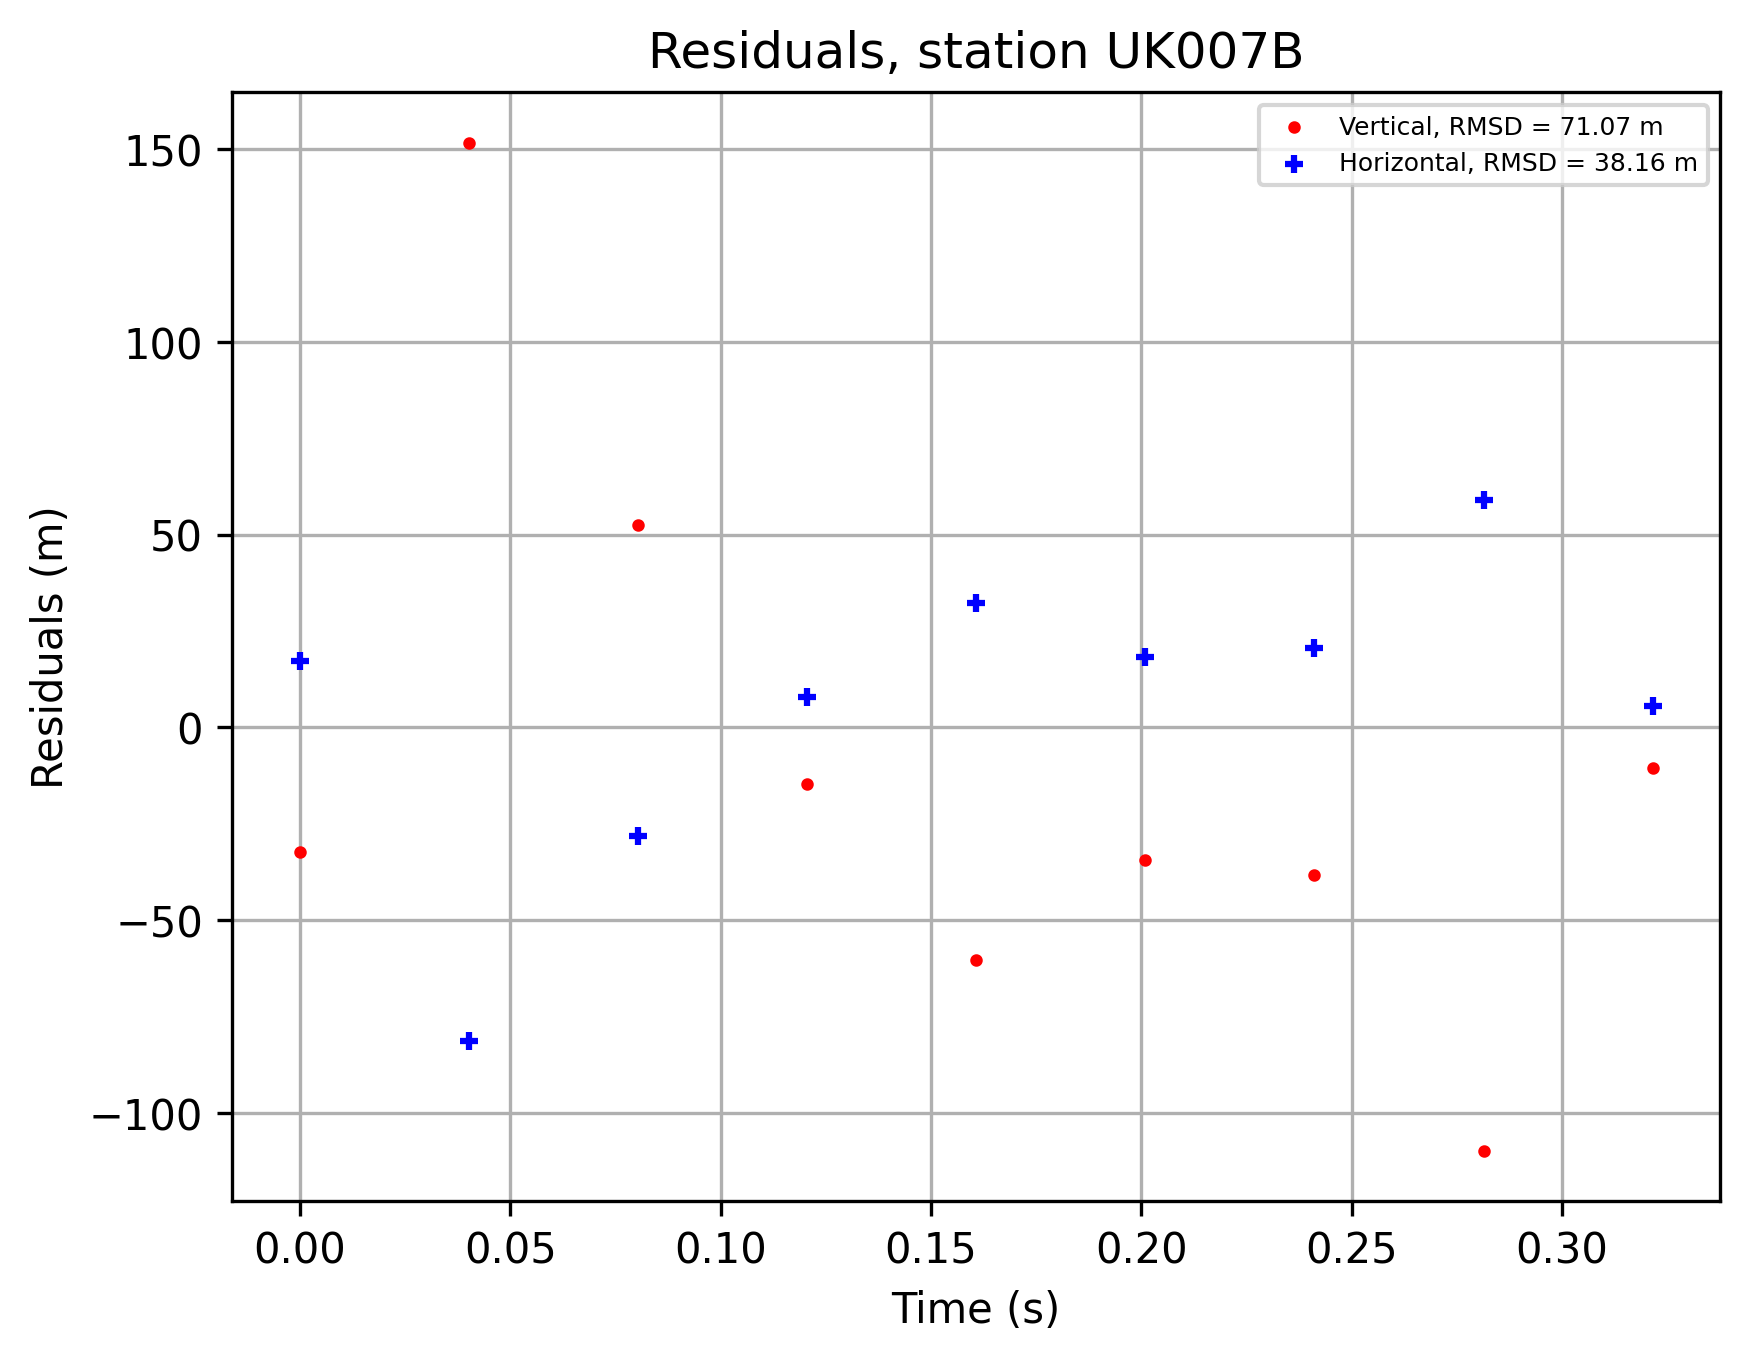 Residuals, station UK007B
Vertical, RMSD = 71.07 m
Horizontal, RMSD = 38.16 m
150
100
50
0
−50
−100
Residuals (m)
0.00 0.05 0.10 0.15 0.20 0.25 0.30
Time (s)